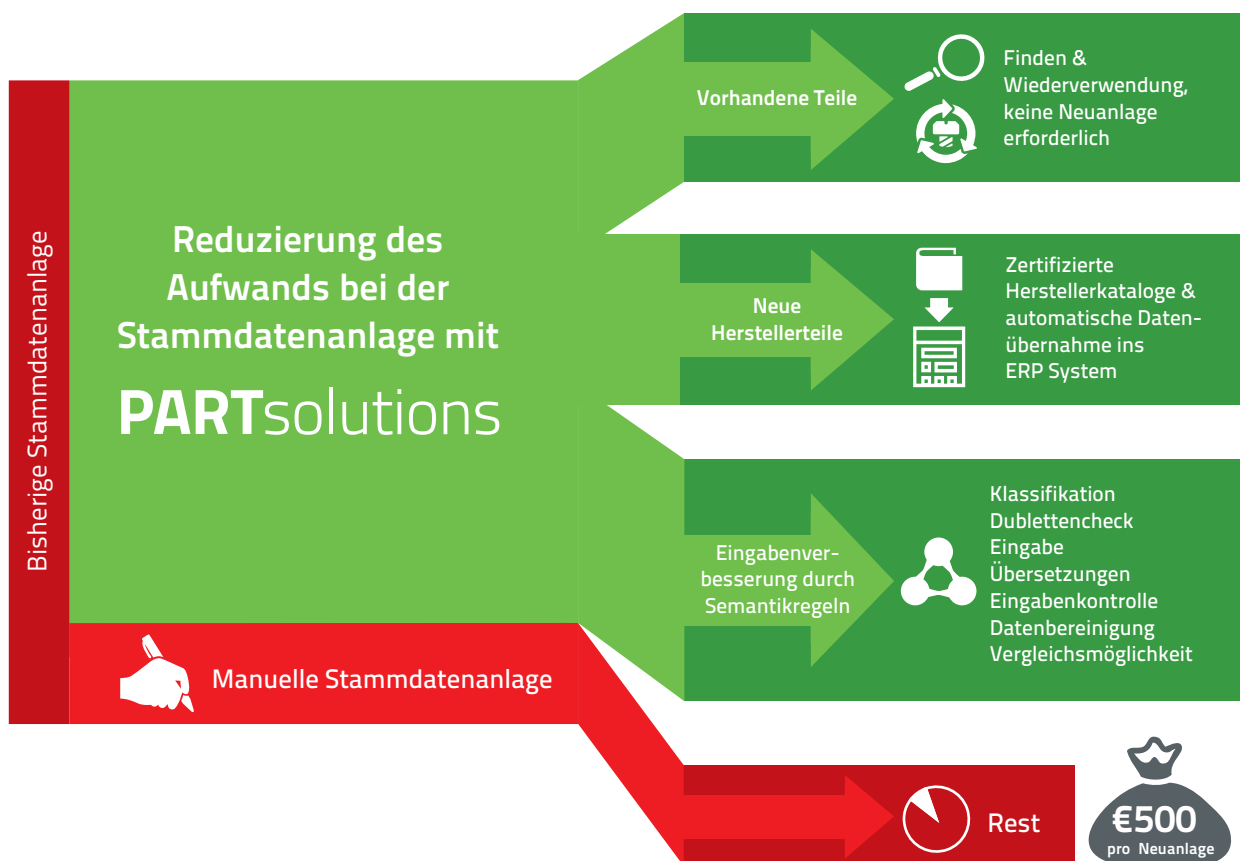 Bisherige Stammdatenanlage
Reduzierung des
Aufwands bei der
Stammdatenanlage mit
PARTsolutions
Manuelle Stammdatenanlage
Vorhandene Teile
Finden &
Wiederverwendung,
keine Neuanlage
erforderlich
Neue
Herstellerteile
Zertifizierte
Herstellerkataloge &
automatische Daten-
übernahme ins
ERP System
Eingabenver-
besserung durch
Semantikregeln
Klassifikation
Dublettencheck
Eingabe
Übersetzungen
Eingabenkontrolle
Datenbereinigung
Vergleichsmöglichkeit
Rest
€500
pro Neuanlage